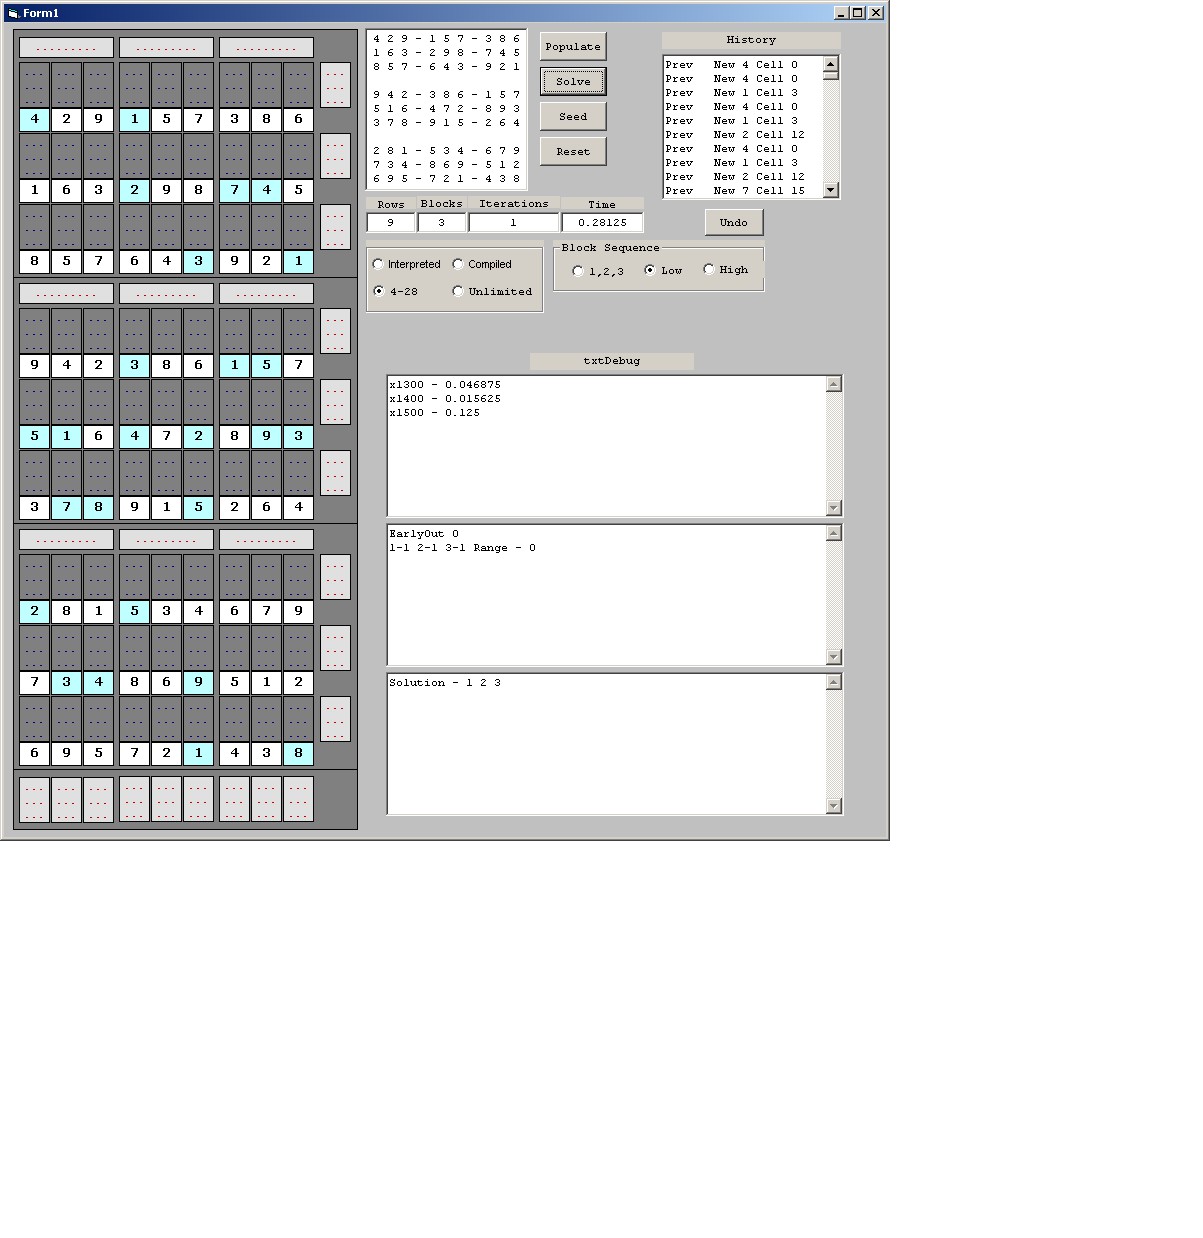 Form1
......... ......... .........
4 2 9 1 5 7 3 8 6
1 6 3 2 9 8 7 4 5
8 5 7 6 4 3 9 2 1
......... ......... .........
9 4 2 3 8 6 1 5 7
5 1 6 4 7 2 8 9 3
3 7 8 9 1 5 2 6 4
......... ......... .........
2 8 1 5 3 4 6 7 9
7 3 4 8 6 9 5 1 2
6 9 5 7 2 1 4 3 8
4 2 9 - 1 5 7 - 3 8 6
1 6 3 - 2 9 8 - 7 4 5
8 5 7 - 6 4 3 - 9 2 1
9 4 2 - 3 8 6 - 1 5 7
5 1 6 - 4 7 2 - 8 9 3
3 7 8 - 9 1 5 - 2 6 4
2 8 1 - 5 3 4 - 6 7 9
7 3 4 - 8 6 9 - 5 1 2
6 9 5 - 7 2 1 - 4 3 8
Populate
Solve
Seed
Reset
History
Prev New 4 Cell 0
Prev New 4 Cell 0
Prev New 1 Cell 3
Prev New 4 Cell 0
Prev New 1 Cell 3
Prev New 2 Cell 12
Prev New 4 Cell 0
Prev New 1 Cell 3
Prev New 2 Cell 12
Prev New 7 Cell 15
Undo
Rows Blocks Iterations Time
9 3 1 0.28125
Interpreted Compiled
4-28 Unlimited
Block Sequence
1,2,3 Low High
txtDebug
x1300 - 0.046875
x1400 - 0.015625
x1500 - 0.125
EarlyOut 0
1-1 2-1 3-1 Range - 0
Solution - 1 2 3